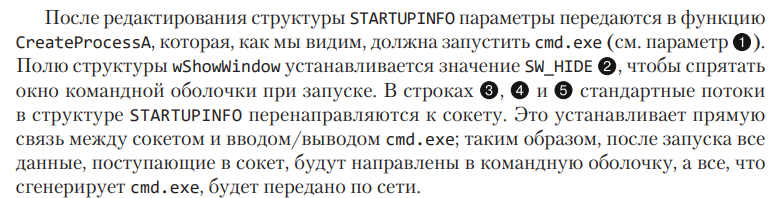 После редактирования структуры STARTUPINFO параметры передаются в функцию
CreateProcessA, которая, как мы видим, должна запустить cmd.exe (см. параметр ❶).
Полю структуры wShowWindow устанавливается значение SW_HIDE ❷, чтобы спрятать
окно командной оболочки при запуске. В строках ❸, ❹ и ❺ стандартные потоки
в структуре STARTUPINFO перенаправляются к сокету. Это устанавливает прямую
связь между сокетом и вводом/выводом cmd.exe; таким образом, после запуска все
данные, поступающие в сокет, будут направлены в командную оболочку, а все, что
сгенерирует cmd.exe, будет передано по сети.